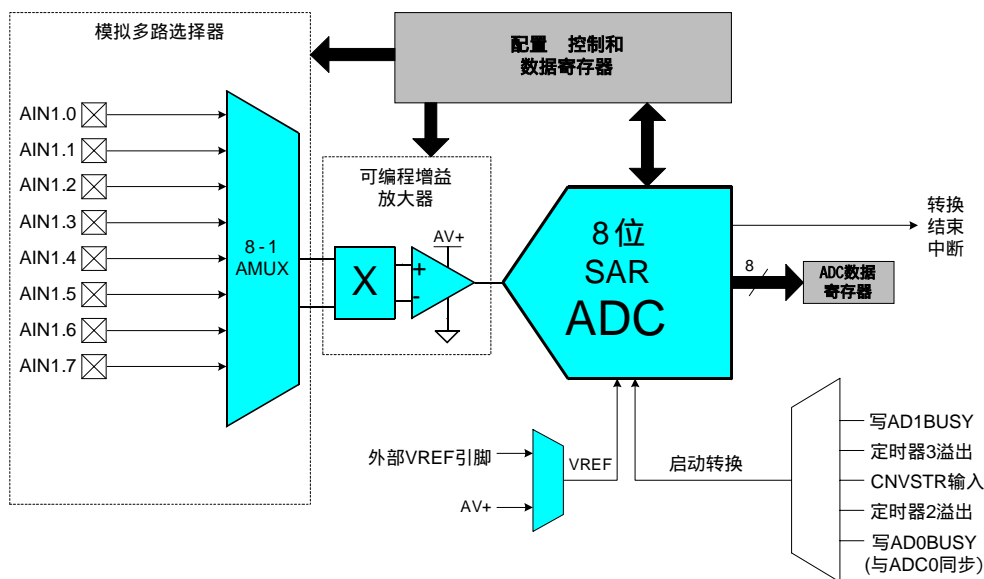 模拟多路选择器
配置 控制和
数据寄存器
AIN1.0
AIN1.1
AIN1.2
AIN1.3
AIN1.4
AIN1.5
AIN1.6
AIN1.7
8-1
AMUX
可编程增益
放大器
X
+
-
AV+
8位
SAR
ADC
转换
结束
中断
8
ADC数据
寄存器
外部VREF引脚
AV+
VREF
启动转换
写AD1BUSY
定时器3溢出
CNVSTR输入
定时器2溢出
写AD0BUSY
(与ADC0同步)